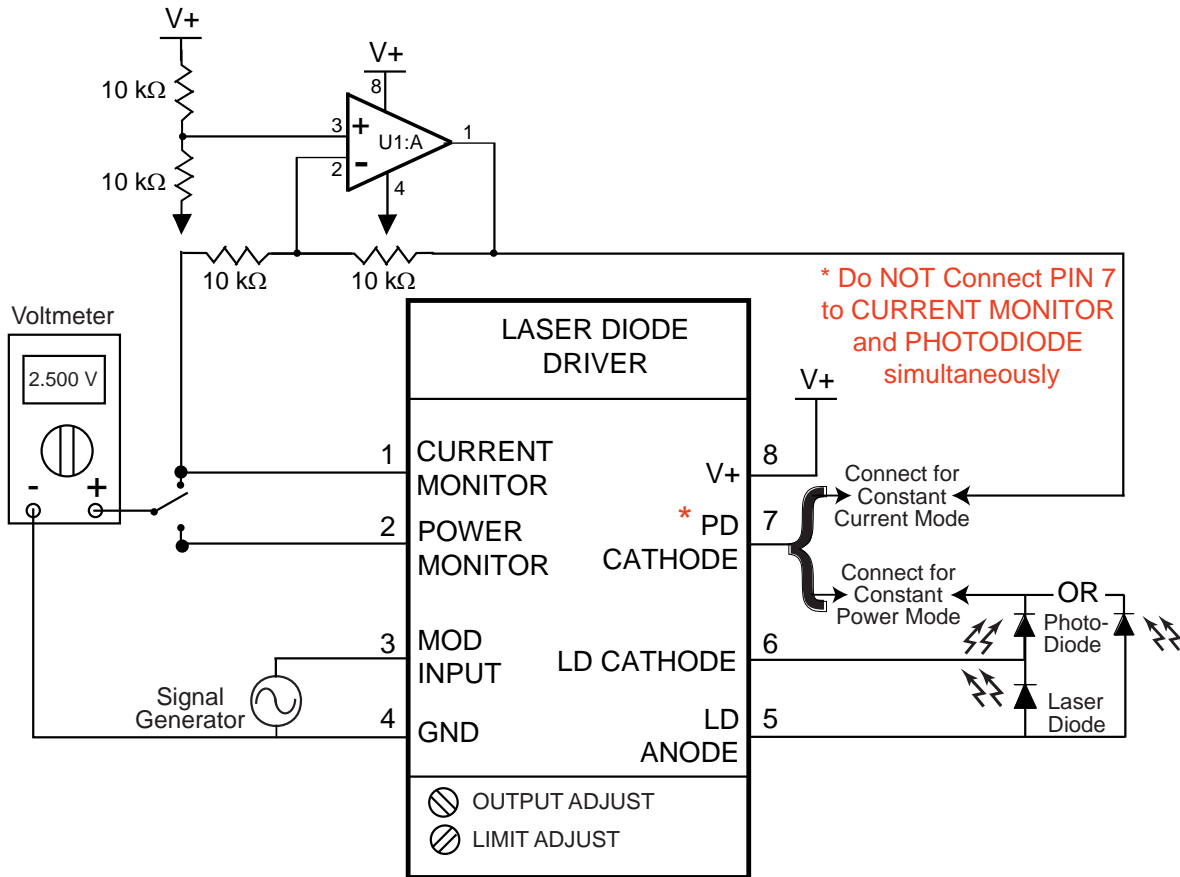 V+
10 kΩ
10 kΩ
V+
8
3
+
U1:A
1
2
-
4
10 kΩ
10 kΩ
* Do NOT Connect PIN 7
to CURRENT MONITOR
and PHOTODIODE
simultaneously
Voltmeter
2.500 V
-
+
LASER DIODE
DRIVER
1
CURRENT
MONITOR
2
POWER
MONITOR
3
MOD
INPUT
4
GND
Signal
Generator
V+
8
V+
7
* PD
CATHODE
6
LD CATHODE
5
LD
ANODE
Connect for
Constant
Current Mode
Connect for
Constant
Power Mode
OR
Photo-
Diode
Laser
Diode
OUTPUT ADJUST
LIMIT ADJUST